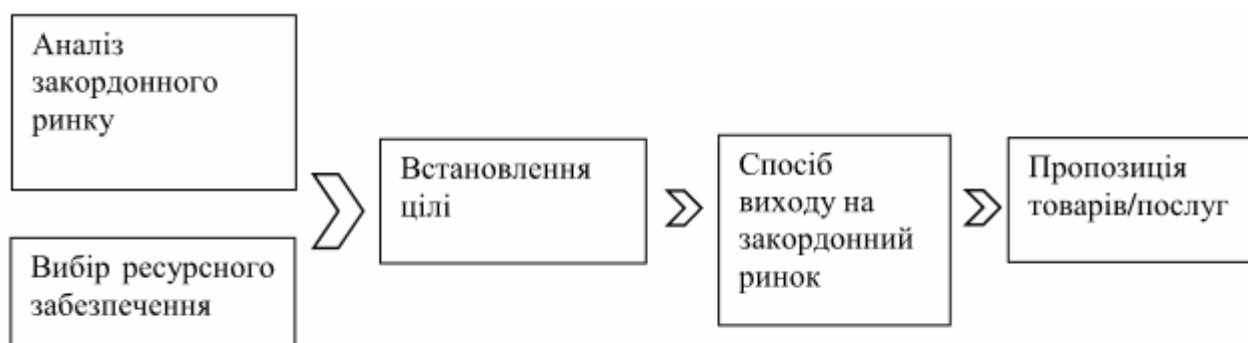 Аналіз
закордонного
ринку
Вибір ресурсного
забезпечення
Встановлення
цілі
Спосіб
виходу на
закордонний
ринок
Пропозиція
товарів/послуг